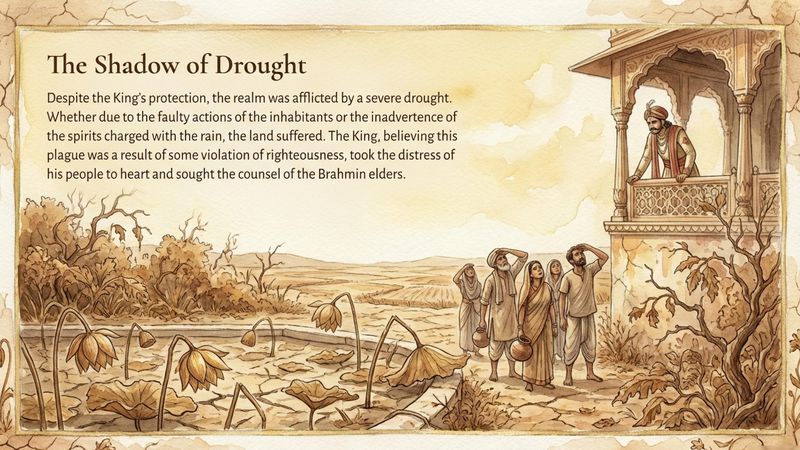 The Shadow of Drought
Despite the King's protection, the realm was afflicted by a severe drought.
Whether due to the faulty actions of the inhabitants or the inadvertence of
the spirits charged with the rain, the land suffered. The King, believing this
plague was a result of some violation of righteousness, took the distress of
his people to heart and sought the counsel of the Brahmin elders.